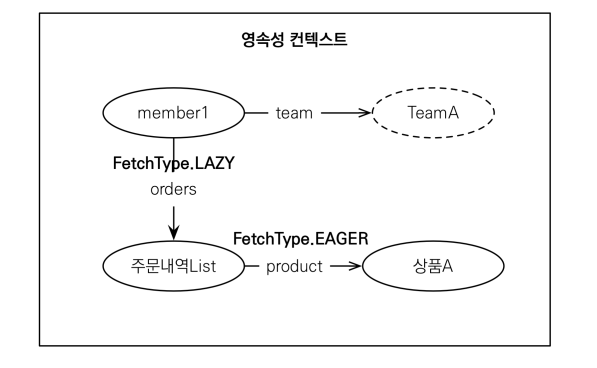 영속성 컨텍스트
member1
team
TeamA
FetchType.LAZY
orders
FetchType.EAGER
주문내역List
product
상품A